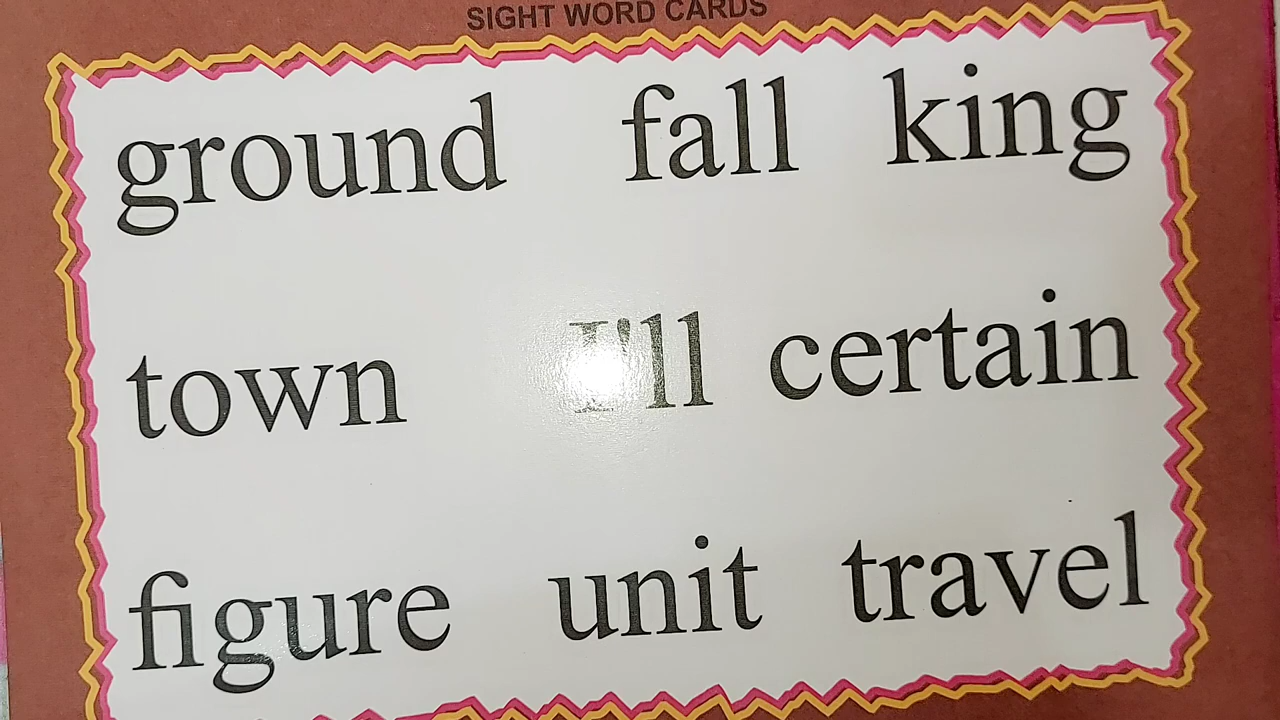 SIGHT WORD CARDS
ground fall king
town I'll certain
figure unit travel